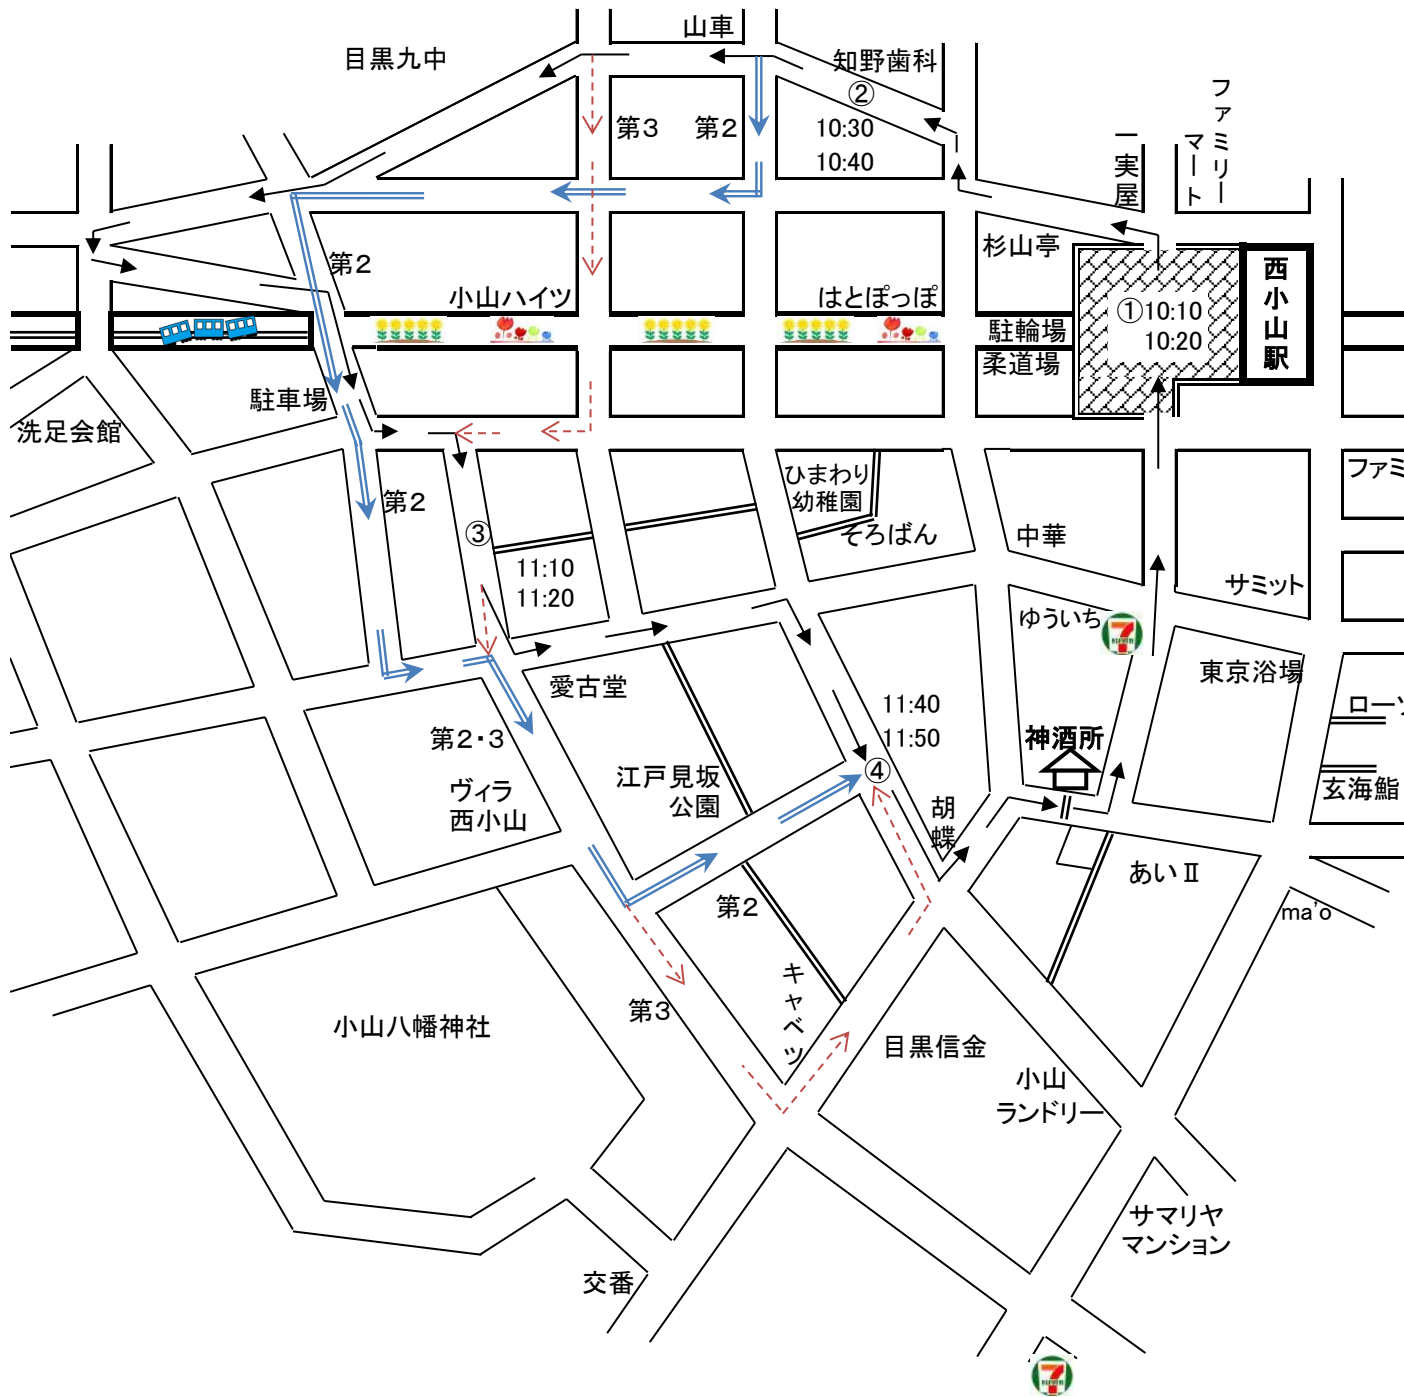 山車
目黒九中
知野歯科
②
10:30
10:40
第3
第2
一実屋
ファミリー
マート
杉山亭
西小山駅
①10:10
10:20
第2
小山ハイツ
はとぽっぽ
駐輪場
柔道場
駐車場
洗足会館
ファミ
ひまわり
幼稚園
そろばん
中華
第2
③
11:10
11:20
サミット
ゆういち
7
東京浴場
愛古堂
11:40
11:50
ローソ
第2・3
神酒所
江戸見坂
公園
④
ヴィラ
西小山
胡蝶
玄海鮨
あいⅡ
第2
ma'o
キャベツ
第3
小山八幡神社
目黒信金
小山
ランドリー
サマリヤ
マンション
交番
7